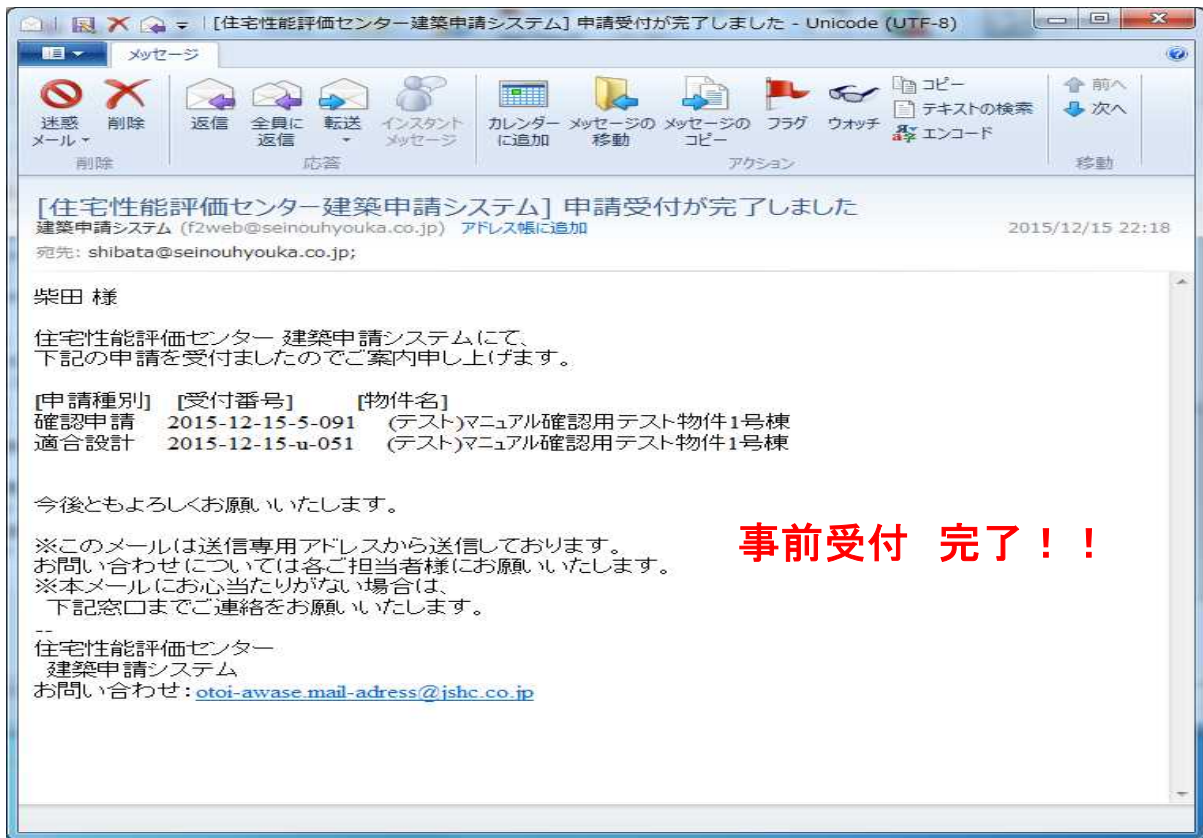 [住宅性能評価センター建築申請システム] 申請受付が完了しました - Unicode (UTF-8)
メッセージ
迷惑メール
削除
返信
全員に返信
転送
インスタントメッセージ
カレンダーに追加
メッセージの移動
メッセージのコピー
フラグ
ウォッチ
コピー
テキストの検索
エンコード
前へ
次へ
削除
応答
アクション
移動
[住宅性能評価センター建築申請システム] 申請受付が完了しました
建築申請システム (f2web@seinouhyouka.co.jp) アドレス帳に追加
2015/12/15 22:18
宛先: shibata@seinouhyouka.co.jp;
柴田 様
住宅性能評価センター 建築申請システムにて、
下記の申請を受付ましたのでご案内申し上げます。
[申請種別] [受付番号] [物件名]
確認申請 2015-12-15-5-091 (テスト)マニュアル確認用テスト物件1号棟
適合設計 2015-12-15-u-051 (テスト)マニュアル確認用テスト物件1号棟
今後ともよろしくお願いいたします。
事前受付 完了！！
※このメールは送信専用アドレスから送信しております。
お問い合わせについては各ご担当者様にお願いいたします。
※本メールにお心当たりがない場合は、
下記窓口までご連絡をお願いいたします。
--
住宅性能評価センター
建築申請システム
お問い合わせ：otoi-awase.mail-adress@jshc.co.jp